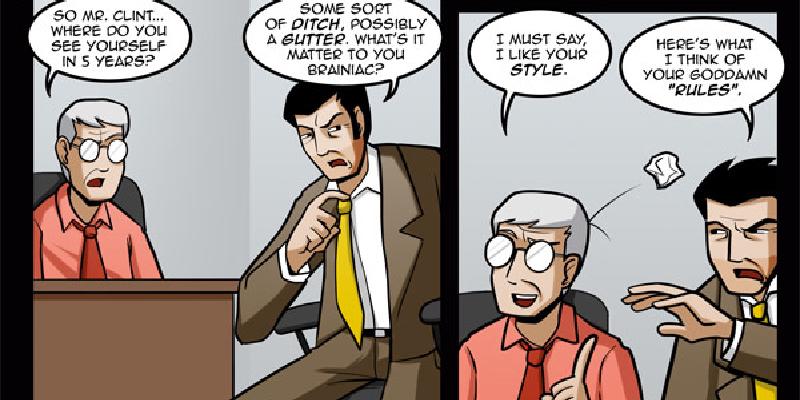 SO MR. CLINT...
WHERE DO YOU
SEE YOURSELF
IN 5 YEARS?
SOME SORT
OF DITCH, POSSIBLY
A GUTTER. WHAT'S IT
MATTER TO YOU
BRAINIAC?
I MUST SAY,
I LIKE YOUR
STYLE.
HERE'S WHAT
I THINK OF
YOUR GODDAMN
"RULES".